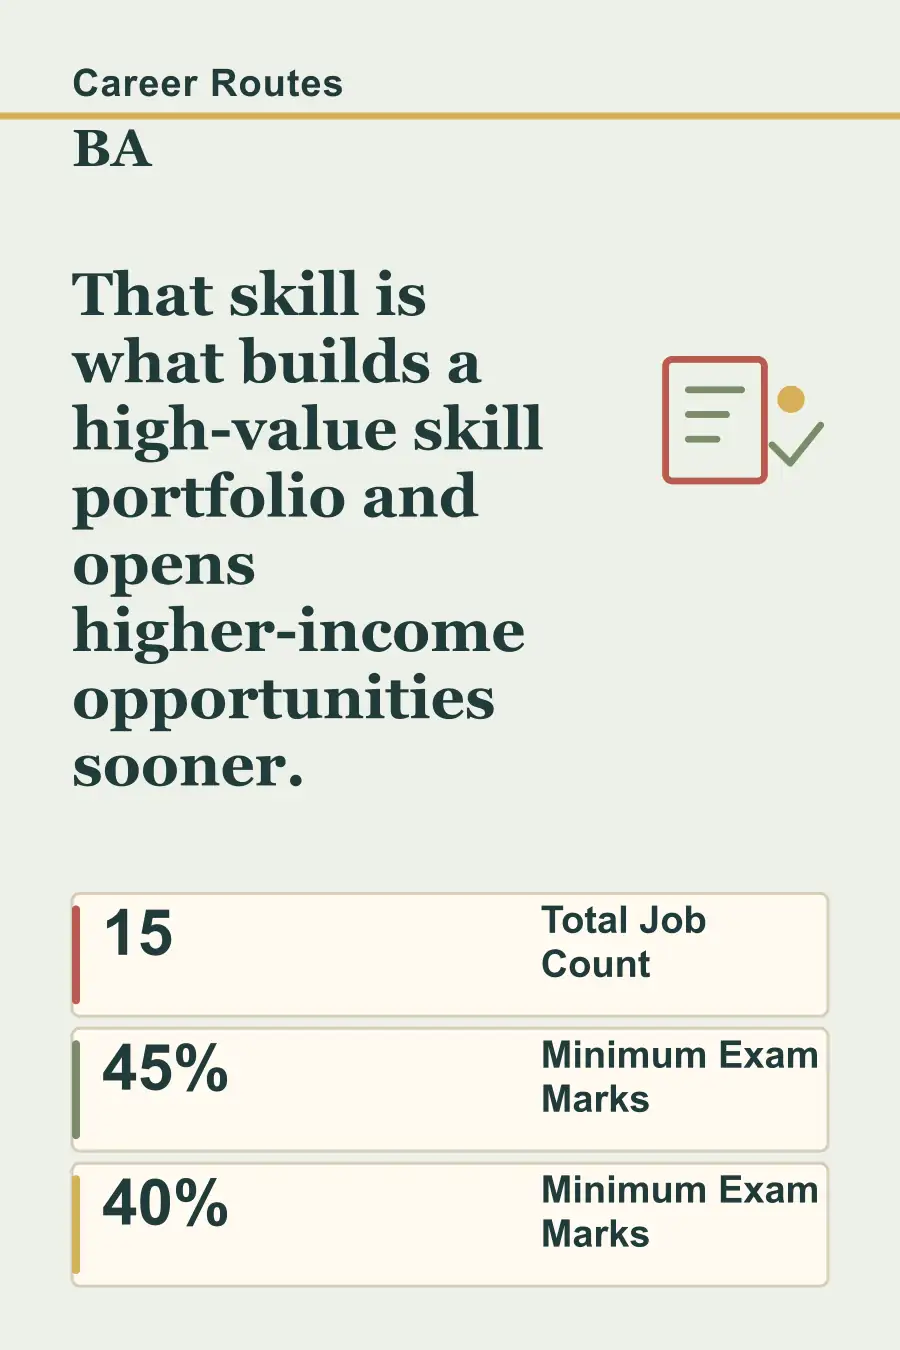 Career Routes
BA
That skill is
what builds a
high-value skill
portfolio and
opens
higher-income
opportunities
sooner.
15
Total Job
Count
45%
Minimum Exam
Marks
40%
Minimum Exam
Marks